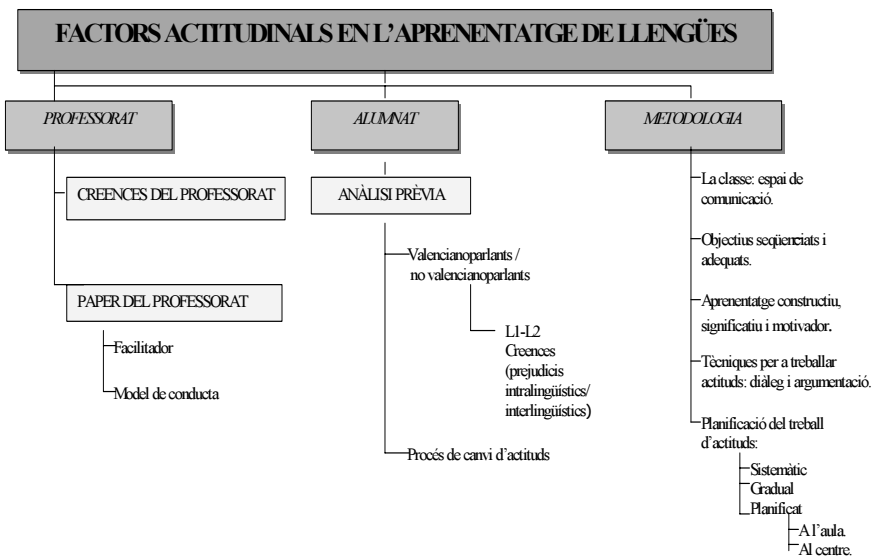 FACTORS ACTITUDINALS EN L'APRENENTATGE DE LLENGÜES
PROFESSORAT
CREENCES DEL PROFESSORAT
PAPER DEL PROFESSORAT
Facilitador
Model de conducta
ALUMNAT
ANÀLISI PRÈVIA
Valencianoparlants /
no valencianoparlants
L1-L2
Creences
(prejudicis
intralingüístics/
interlingüístics)
Procés de canvi d'actituds
METODOLOGIA
La classe: espai de
comunicació.
Objectius seqüenciats i
adequats.
Aprenentatge constructiu,
significatiu i motivador.
Tècniques per a treballar
actituds: diàleg i argumentació.
Planificació del treball
d'actituds:
Sistemàtic
Gradual
Planificat
A l'aula.
Al centre.